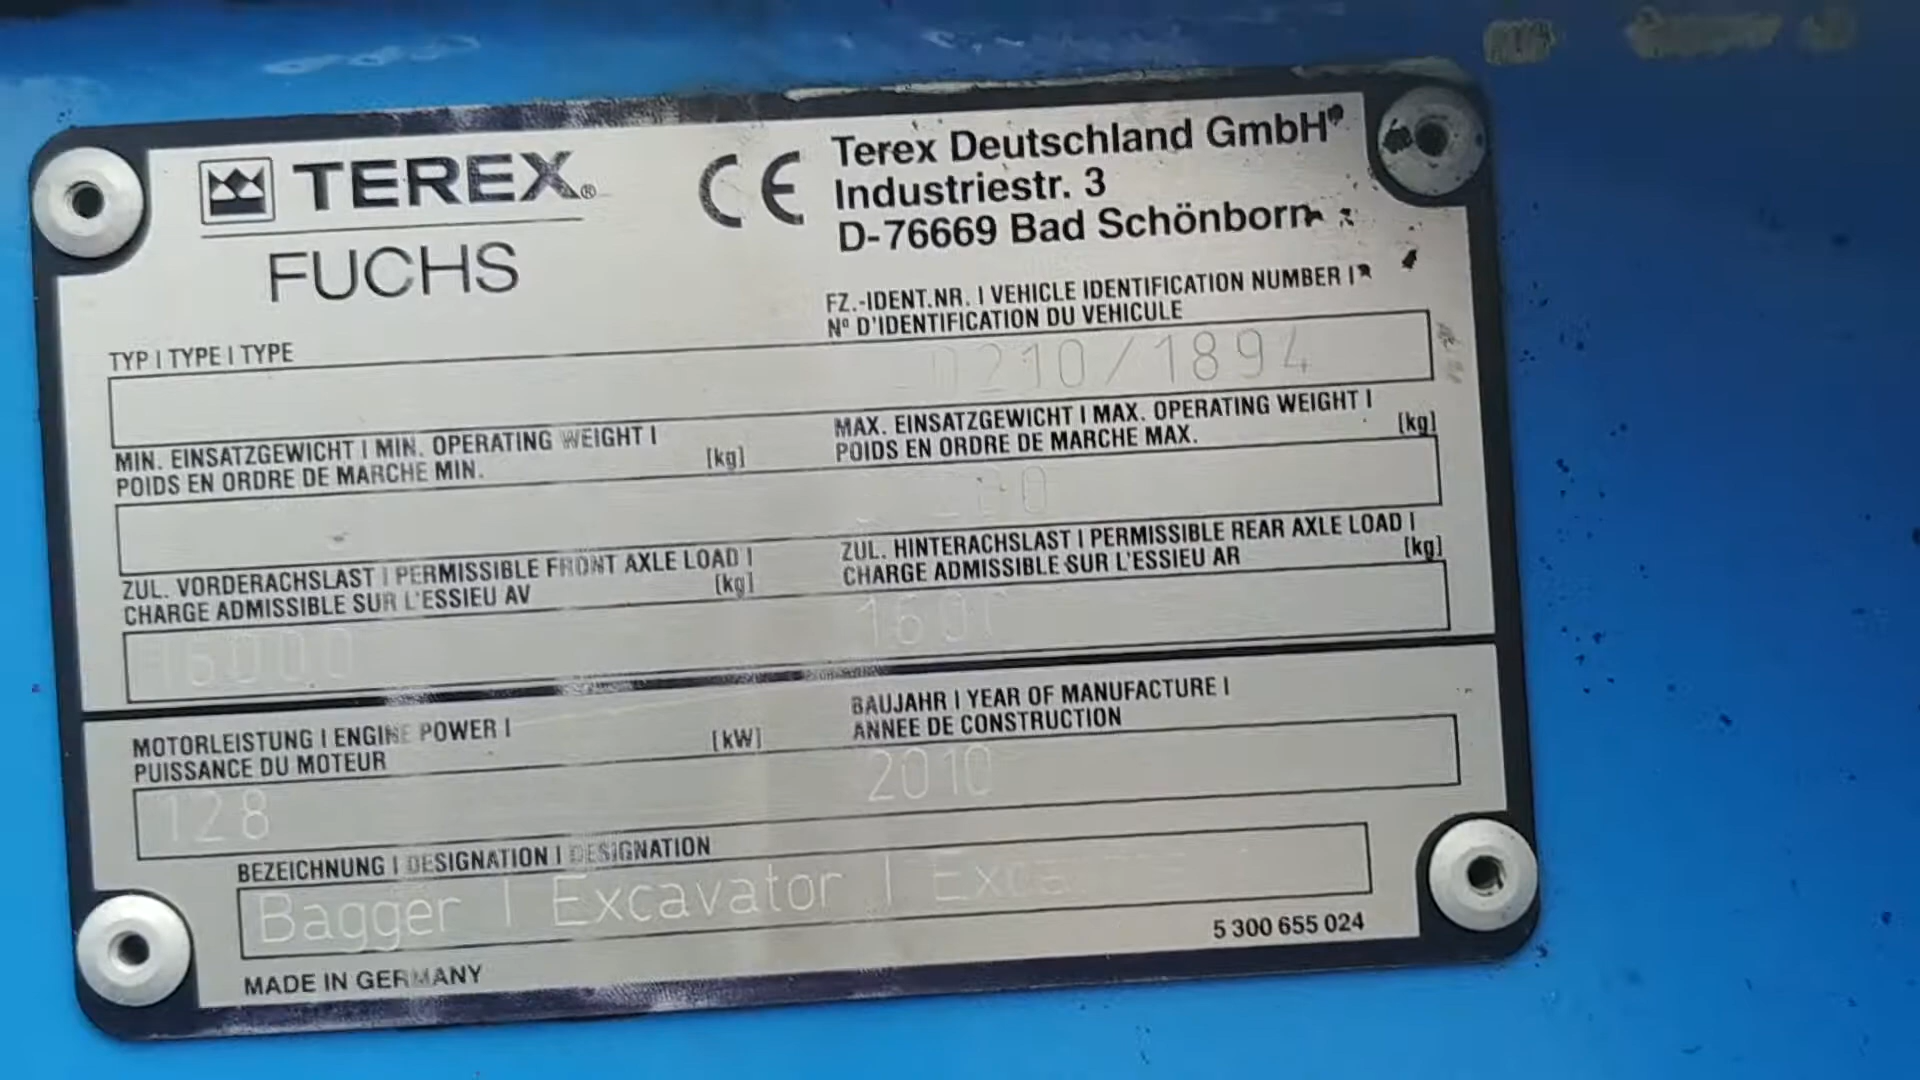 TEREX®
FUCHS
CE
Terex Deutschland GmbH
Industriestr. 3
D-76669 Bad Schönborn
FZ.-IDENT.NR. | VEHICLE IDENTIFICATION NUMBER |
Nº D'IDENTIFICATION DU VEHICULE
TYP | TYPE | TYPE
0210/1894
MIN. EINSATZGEWICHT | MIN. OPERATING WEIGHT |
POIDS EN ORDRE DE MARCHE MIN.
[kg]
MAX. EINSATZGEWICHT | MAX. OPERATING WEIGHT |
POIDS EN ORDRE DE MARCHE MAX.
[kg]
ZUL. VORDERACHSLAST | PERMISSIBLE FRONT AXLE LOAD |
CHARGE ADMISSIBLE SUR L'ESSIEU AV
[kg]
ZUL. HINTERACHSLAST | PERMISSIBLE REAR AXLE LOAD |
CHARGE ADMISSIBLE SUR L'ESSIEU AR
[kg]
16000
MOTORLEISTUNG | ENGINE POWER |
PUISSANCE DU MOTEUR
[kW]
BAUJAHR | YEAR OF MANUFACTURE |
ANNEE DE CONSTRUCTION
128
2010
BEZEICHNUNG | DESIGNATION | DESIGNATION
Bagger | Excavator |
5 300 655 024
MADE IN GERMANY